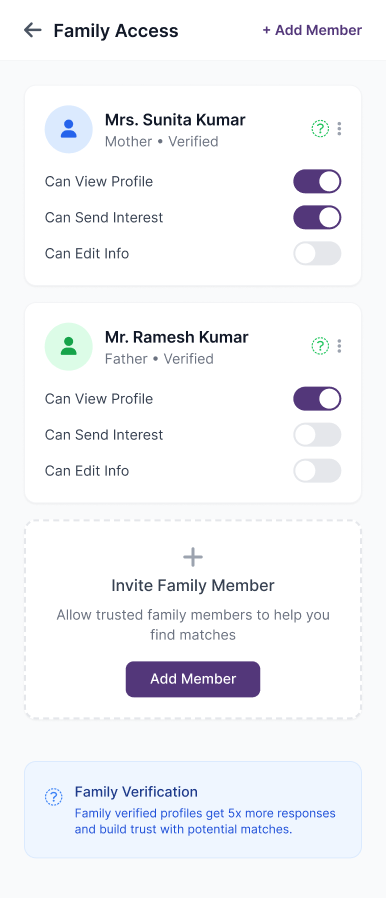 Family Access
+ Add Member
Mrs. Sunita Kumar
Mother • Verified
?
Can View Profile
Can Send Interest
Can Edit Info
Mr. Ramesh Kumar
Father • Verified
?
Can View Profile
Can Send Interest
Can Edit Info
Invite Family Member
Allow trusted family members to help you
find matches
Add Member
?
Family Verification
Family verified profiles get 5x more responses
and build trust with potential matches.